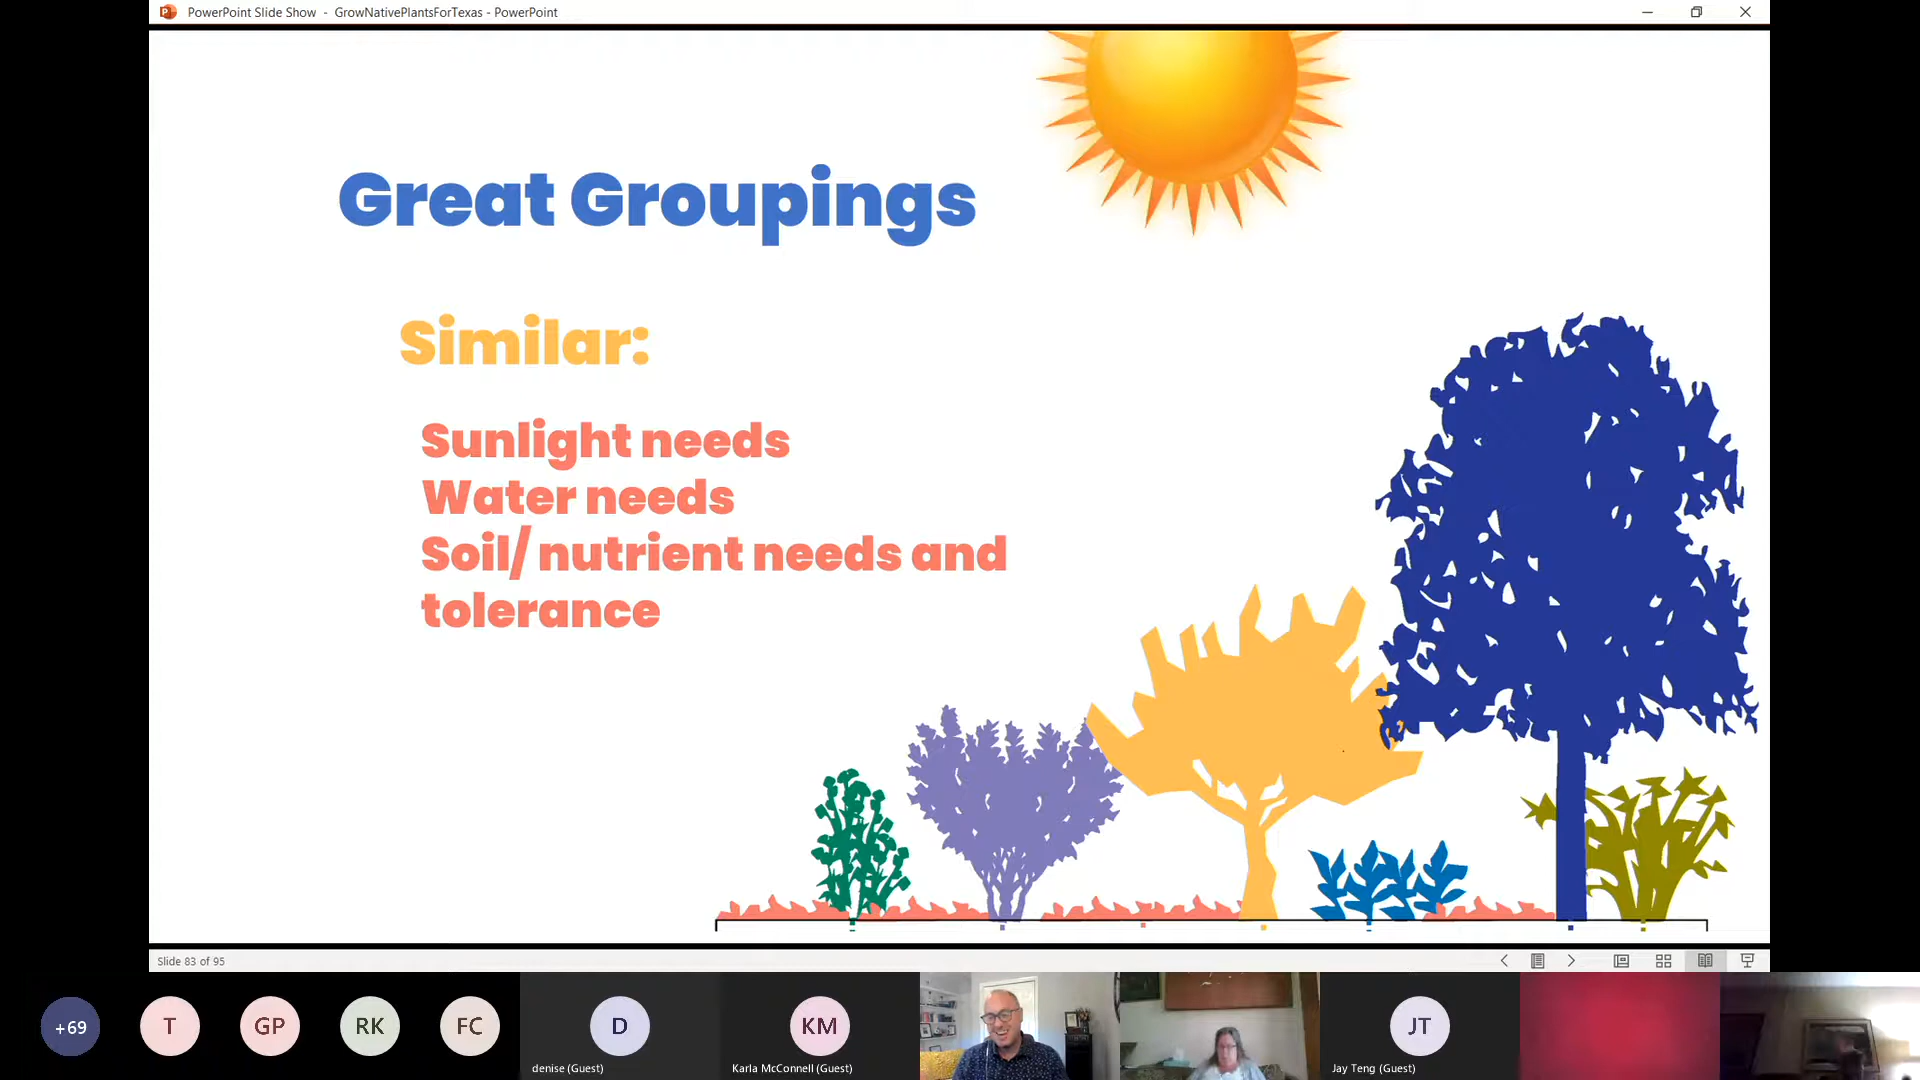 PowerPoint Slide Show - GrowNativePlantsForTexas - PowerPoint
Great Groupings
Similar:
Sunlight needs
Water needs
Soil/ nutrient needs and
tolerance
Slide 83 of 95
+69
T
GP
RK
FC
D
KM
JT
denise (Guest)
Karla McConnell (Guest)
Jay Teng (Guest)